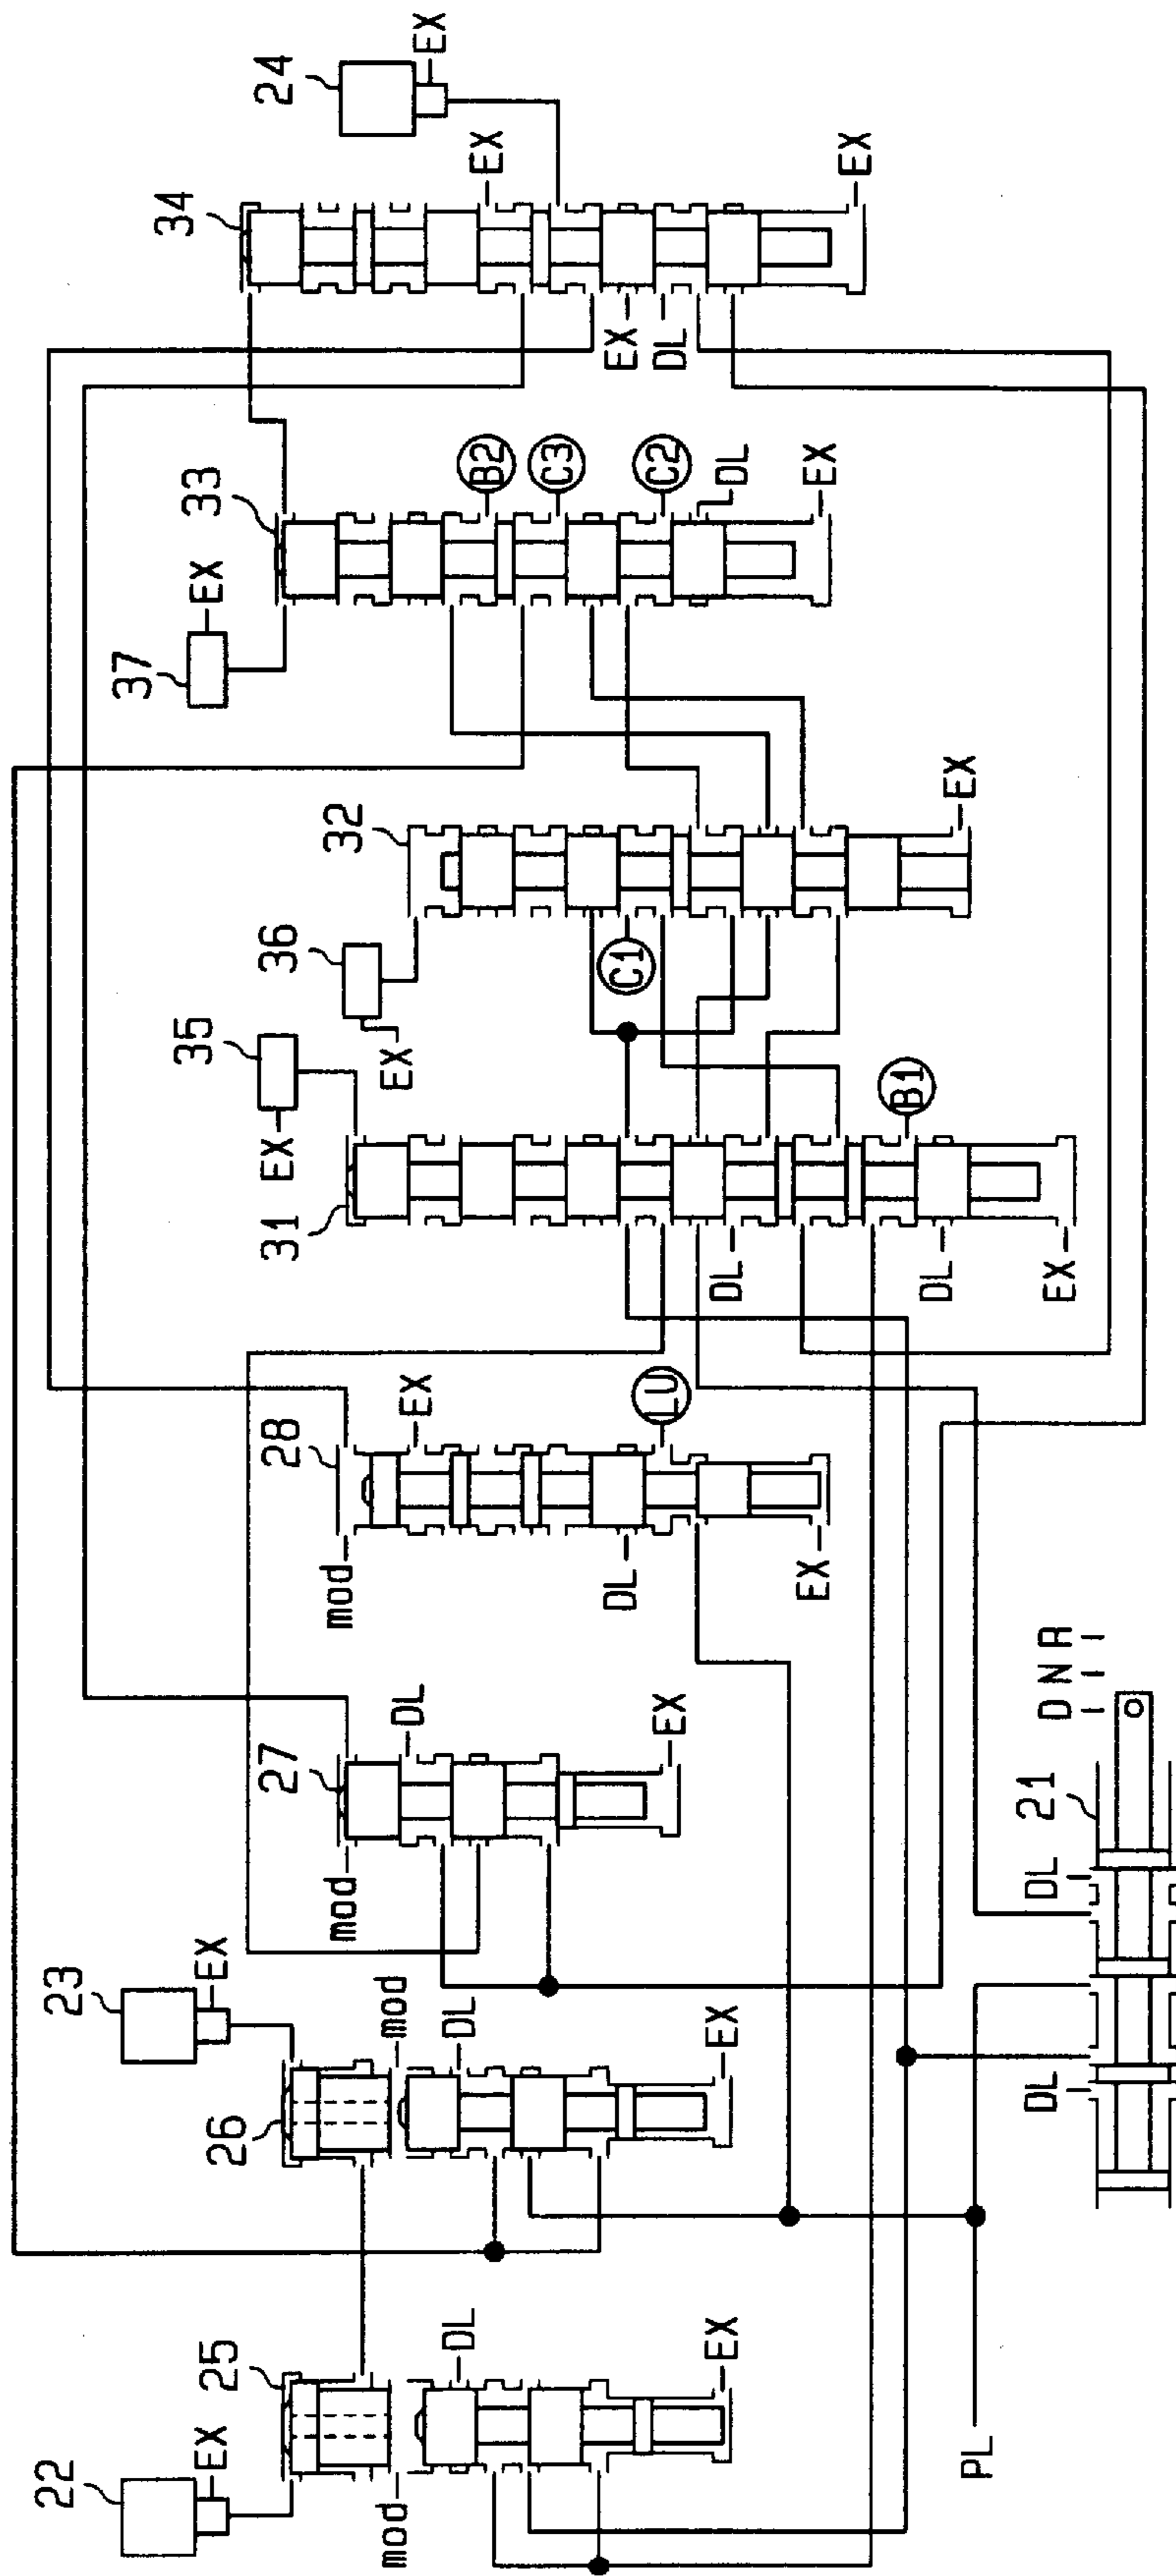 22
EX
25
mod
DL
EX
PL
23
EX
26
mod
DL
EX
27
mod
DL
EX
28
mod
EX
DL
LU
EX
21
DL
DL
D N R
31
35
EX
DL
DL
B1
EX
32
36
EX
C1
EX
33
37
EX
B2
C3
C2
DL
EX
34
24
EX
EX
EX
DL
EX